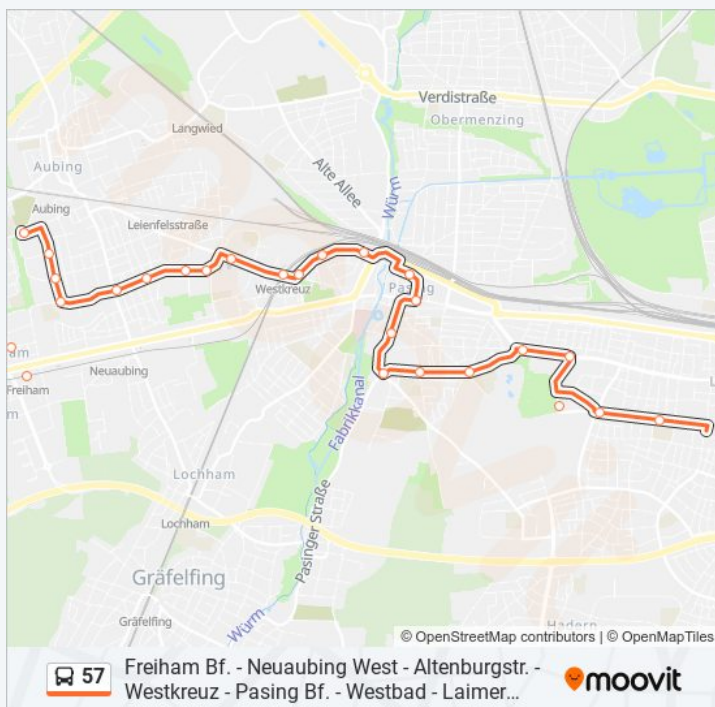 Verdistraße
Obermenzing
Langwied
Alte Allee
Würm
Aubing
Aubing
Leienfelsstraße
Westkreuz
Pasing
Freiham
Neuaubing
Fabrikkanal
Lochham
Lochham
Pasinger Straße
Gräfelfing
Gräfelfing
Würm
Hadern
© OpenStreetMap contributors | © OpenMapTiles
57
Freiham Bf. - Neuaubing West - Altenburgstr. -
Westkreuz - Pasing Bf. - Westbad - Laimer…
moovit